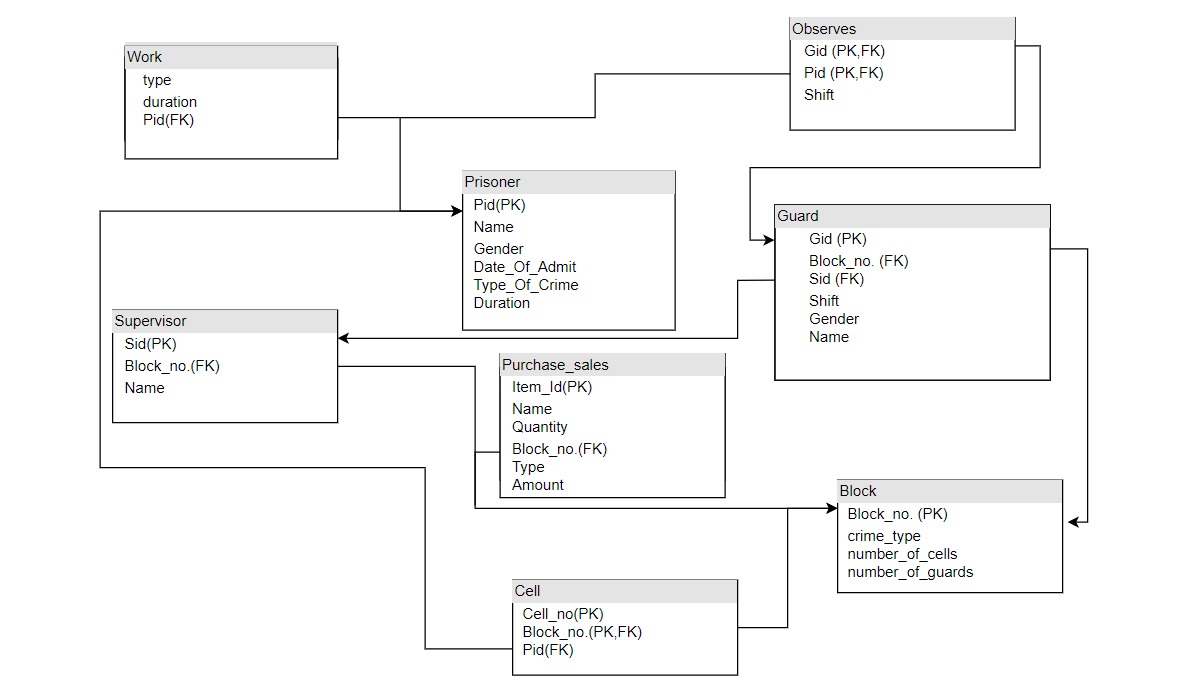 Work
type
duration
Pid(FK)
Observes
Gid (PK,FK)
Pid (PK,FK)
Shift
Prisoner
Pid(PK)
Name
Gender
Date_Of_Admit
Type_Of_Crime
Duration
Guard
Gid (PK)
Block_no. (FK)
Sid (FK)
Shift
Gender
Name
Supervisor
Sid(PK)
Block_no.(FK)
Name
Purchase_sales
Item_Id(PK)
Name
Quantity
Block_no.(FK)
Type
Amount
Block
Block_no. (PK)
crime_type
number_of_cells
number_of_guards
Cell
Cell_no(PK)
Block_no.(PK,FK)
Pid(FK)